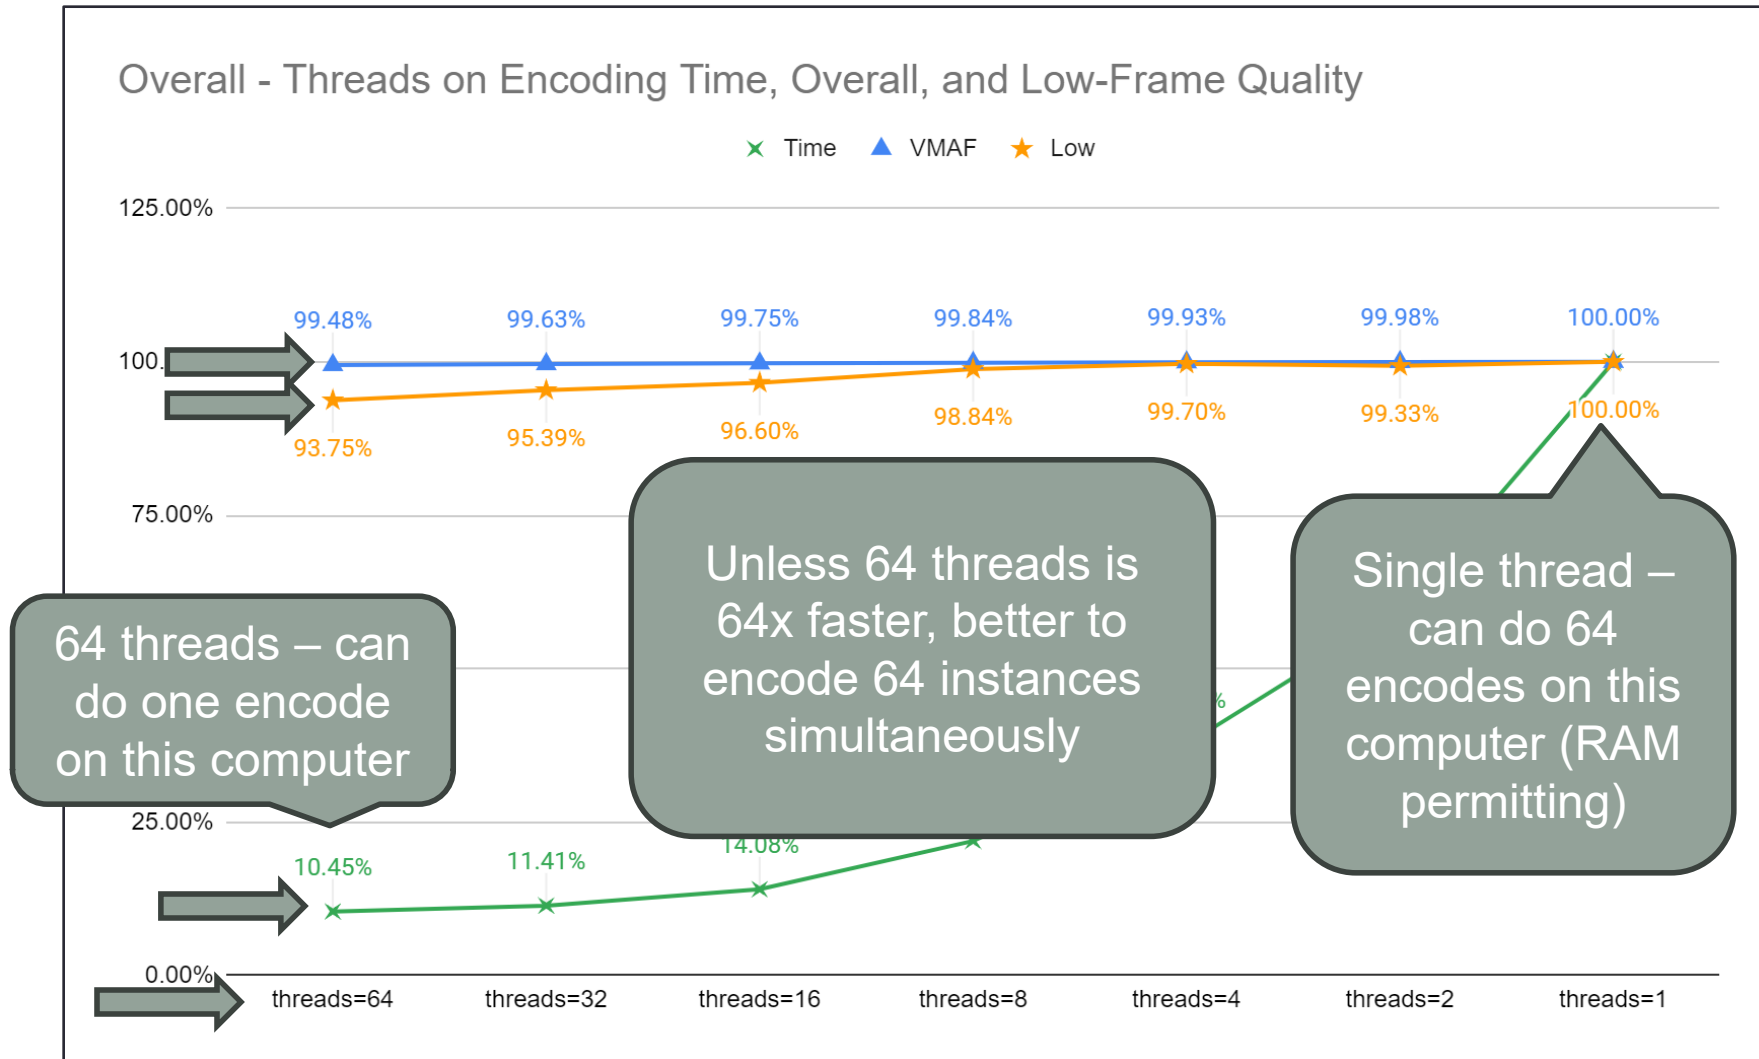 Overall - Threads on Encoding Time, Overall, and Low-Frame Quality
Time VMAF Low
125.00%
99.48% 99.63% 99.75% 99.84% 99.93% 99.98% 100.00%
100.
93.75% 95.39% 96.60% 98.84% 99.70% 99.33% 100.00%
75.00%
Unless 64 threads is
64x faster, better to
encode 64 instances
simultaneously
Single thread –
can do 64
encodes on this
computer (RAM
permitting)
64 threads – can
do one encode
on this computer
%
25.00%
10.45% 11.41% 14.08%
0.00%
threads=64 threads=32 threads=16 threads=8 threads=4 threads=2 threads=1